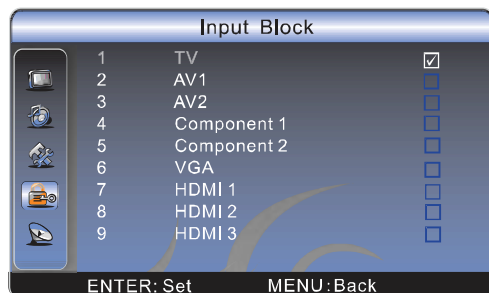 Input Block
1 TV
2 AV1
3 AV2
4 Component 1
5 Component 2
6 VGA
7 HDMI 1
8 HDMI 2
9 HDMI 3
ENTER: Set MENU: Back